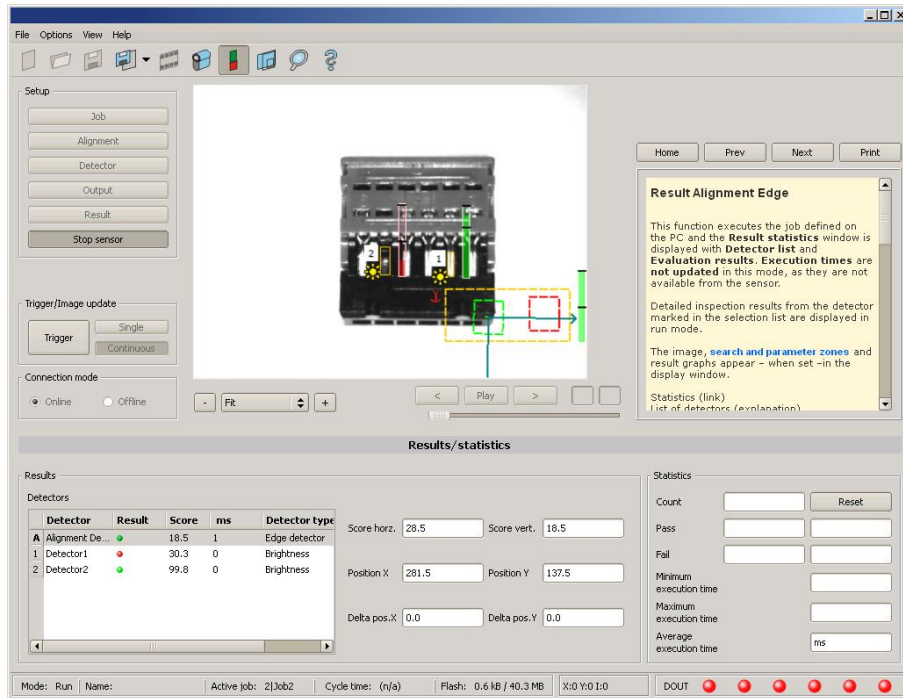 File Options View Help
Setup
Job
Alignment
Detector
Output
Result
Stop sensor
Trigger/Image update
Trigger
Single
Continuous
Connection mode
Online
Offline
2
1
- Fit +
< Play >
Home Prev Next Print
Result Alignment Edge
This function executes the job defined on
the PC and the Result statistics window is
displayed with Detector list and
Evaluation results. Execution times are
not updated in this mode, as they are not
available from the sensor.
Detailed inspection results from the detector
marked in the selection list are displayed in
run mode.
The image, search and parameter zones and
result graphs appear – when set –in the
display window.
Statistics (link)
List of detectors (explanation)
Results/statistics
Results
Detectors
Detector Result Score ms Detector type
A Alignment De... 18.5 1 Edge detector
1 Detector1 30.3 0 Brightness
2 Detector2 99.8 0 Brightness
Score horz. 28.5 Score vert. 18.5
Position X 281.5 Position Y 137.5
Delta pos.X 0.0 Delta pos.Y 0.0
Statistics
Count Reset
Pass
Fail
Minimum
execution time
Maximum
execution time
Average
execution time
ms
Mode: Run Name: Active job: 2|Job2 Cycle time: (n/a) Flash: 0.6 kB / 40.3 MB X:0 Y:0 I:0 DOUT